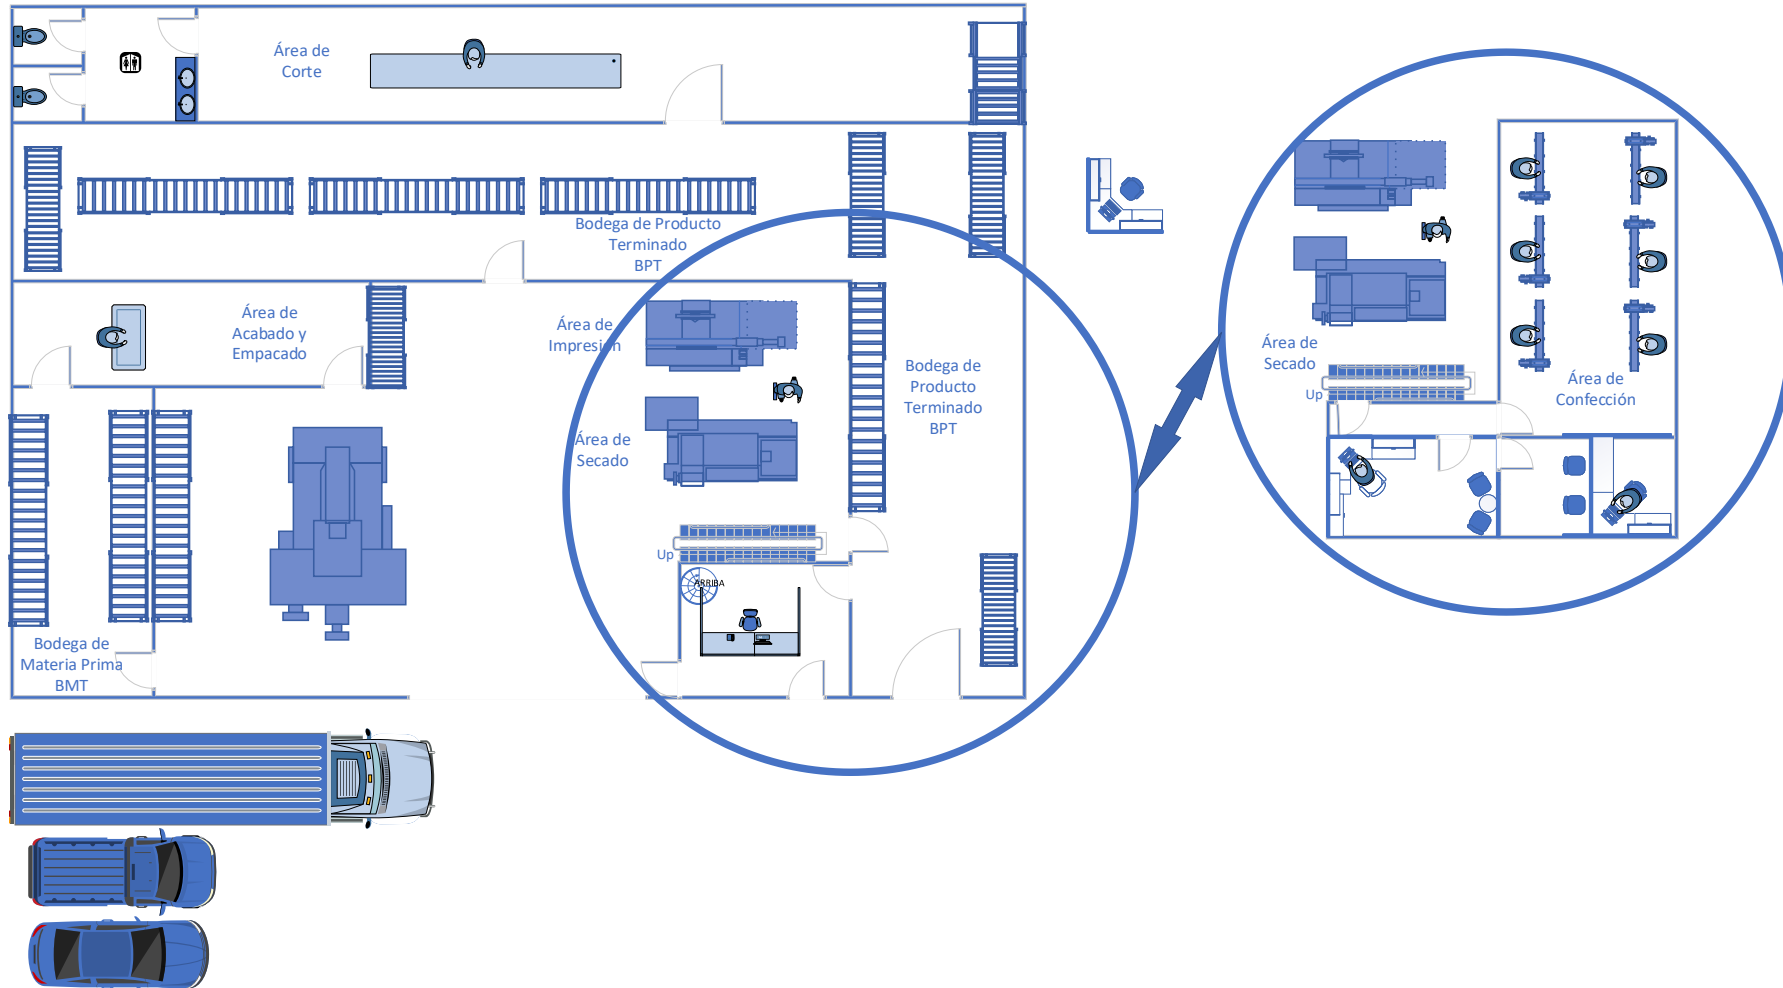 Área de
Corte
Bodega de Producto
Terminado
BPT
Área de
Acabado y
Empacado
Área de
Impresión
Bodega de
Producto
Terminado
BPT
Área de
Secado
Up
ARRIBA
Bodega de
Materia Prima
BMT
Área de
Secado
Up
Área de
Confección